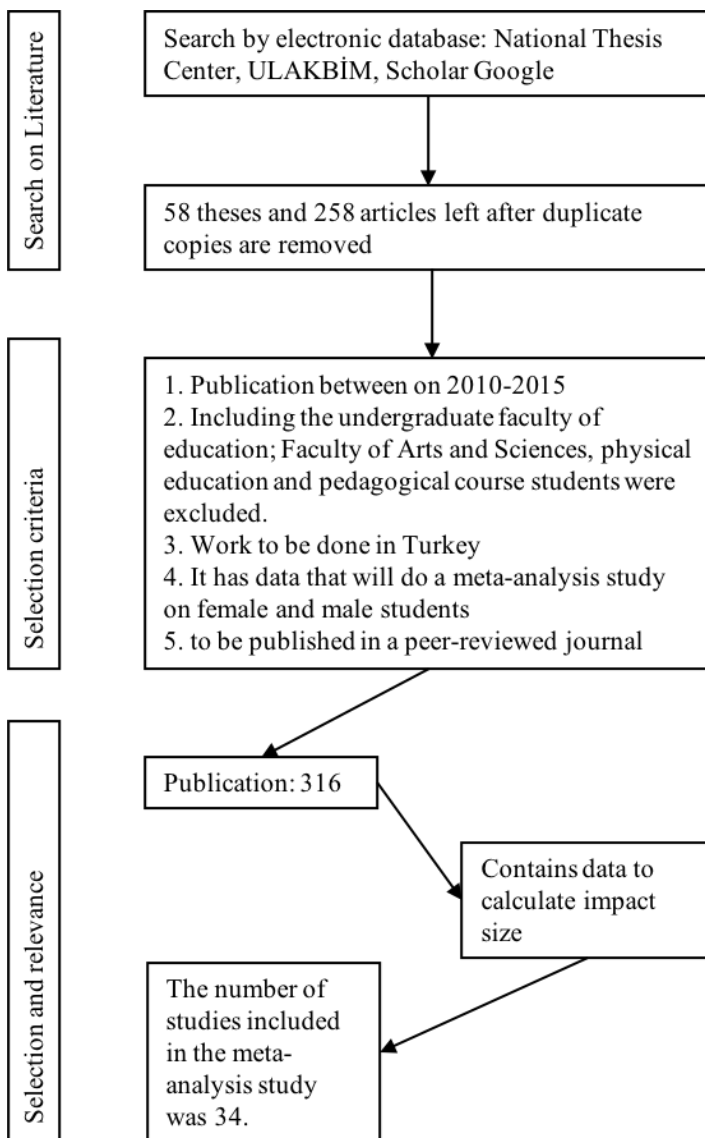 Search on Literature
Search by electronic database: National Thesis
Center, ULAKBİM, Scholar Google
58 theses and 258 articles left after duplicate
copies are removed
Selection criteria
1. Publication between on 2010-2015
2. Including the undergraduate faculty of
education; Faculty of Arts and Sciences, physical
education and pedagogical course students were
excluded.
3. Work to be done in Turkey
4. It has data that will do a meta-analysis study
on female and male students
5. to be published in a peer-reviewed journal
Selection and relevance
Publication: 316
Contains data to
calculate impact
size
The number of
studies included
in the meta-
analysis study
was 34.